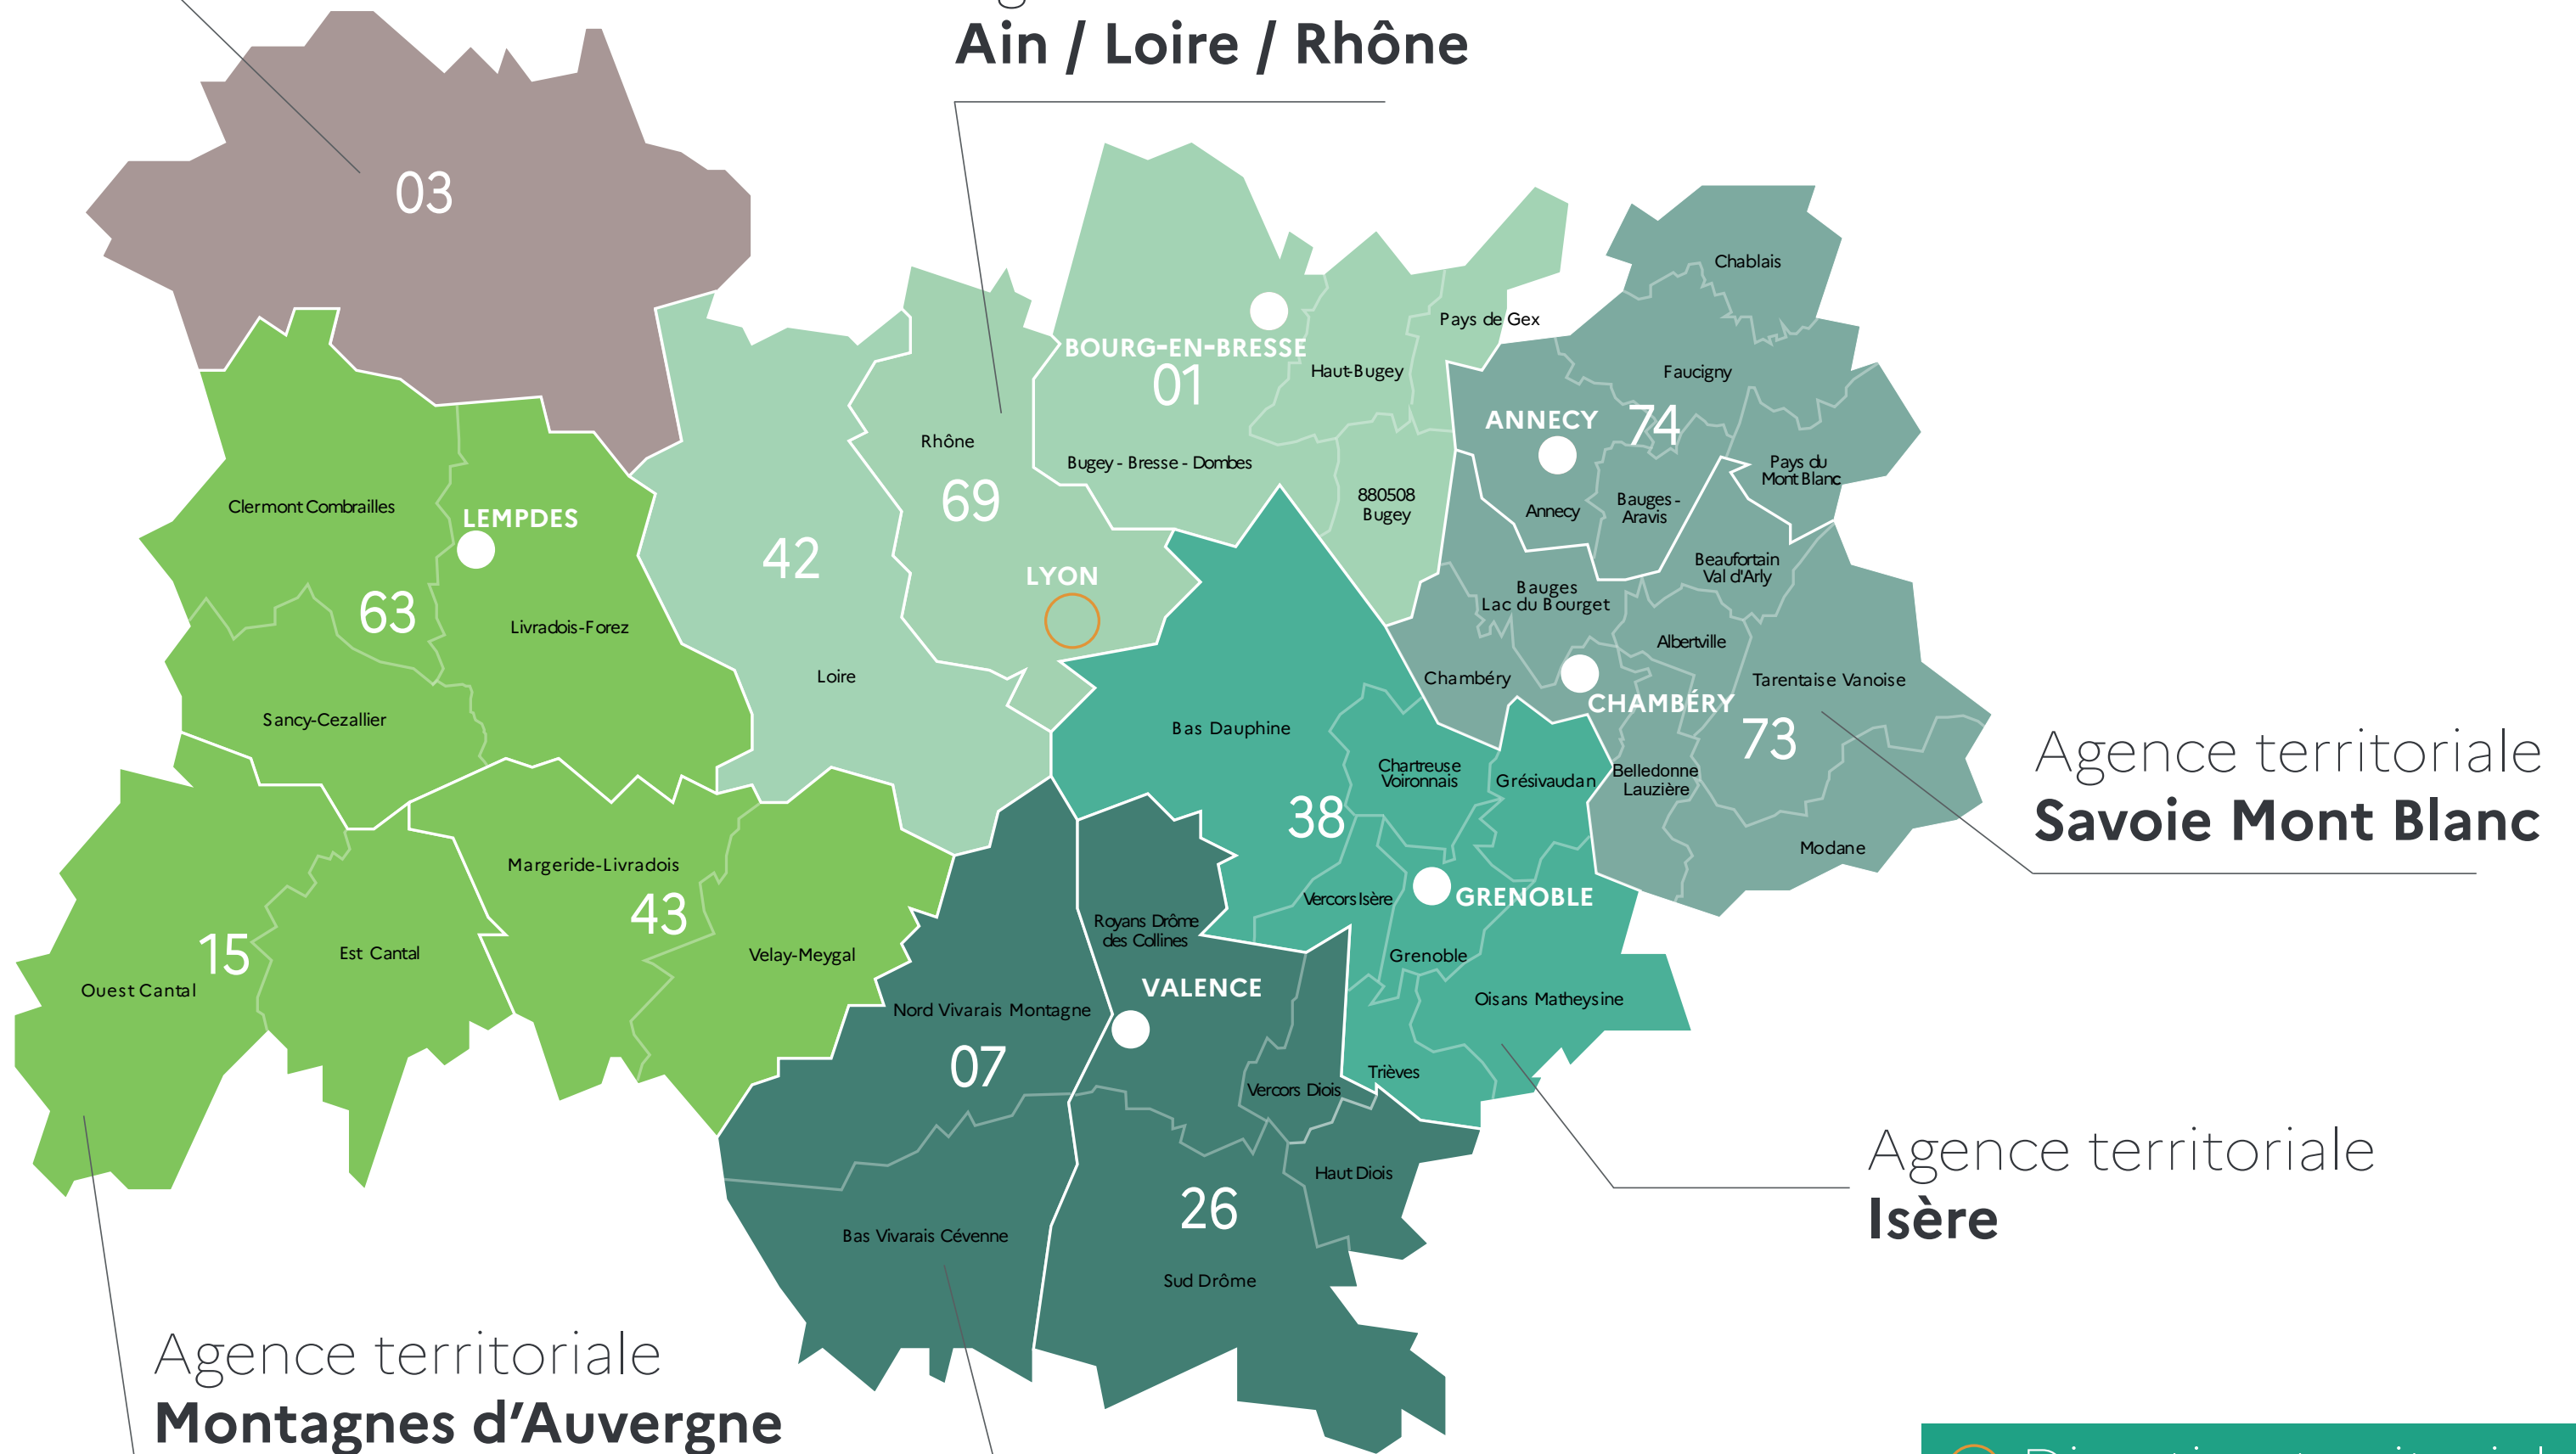 Ain / Loire / Rhône
03
BOURG-EN-BRESSE
01
Haut-Bugey
Pays de Gex
Bugey - Bresse - Dombes
880508
Bugey
Rhône
69
LYON
42
Loire
Chablais
Faucigny
ANNECY
74
Annecy
Bauges -
Aravis
Pays du
Mont Blanc
Beaufortain
Val d'Arly
Bauges
Lac du Bourget
Albertville
Chambéry
CHAMBÉRY
73
Tarentaise Vanoise
Belledonne
Lauzière
Modane
Agence territoriale
Savoie Mont Blanc
Clermont Combrailles
LEMPDES
63
Livradois-Forez
Sancy-Cezallier
Margeride-Livradois
43
Velay-Meygal
15
Est Cantal
Ouest Cantal
Bas Dauphine
38
Chartreuse
Voironnais
Grésivaudan
Vercors Isère
GRENOBLE
Grenoble
Oisans Matheysine
Trièves
Agence territoriale
Isère
Royans Drôme
des Collines
VALENCE
Nord Vivarais Montagne
07
Vercors Diois
Haut Diois
26
Bas Vivarais Cévenne
Sud Drôme
Agence territoriale
Montagnes d’Auvergne